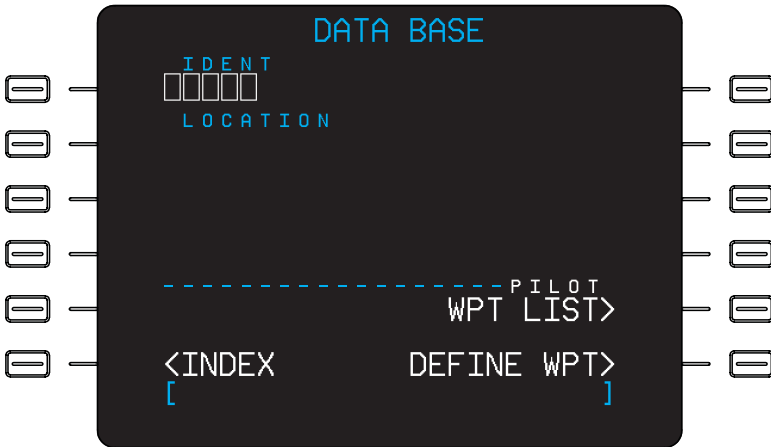 DATA BASE
IDENT
□□□□□
LOCATION
------------------PILOT
WPT LIST>
<INDEX DEFINE WPT>
[ ]